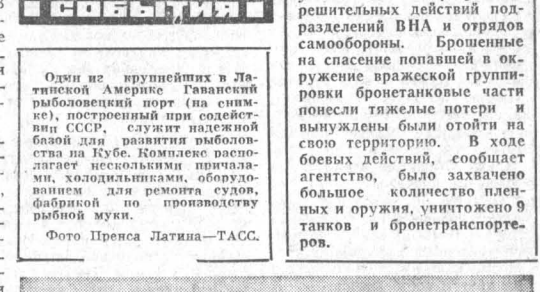 СОБЫТИЯ
Один из крупнейших в Ла-
тинской Америке Гаванский
рыболовецкий порт (на сним-
ке), построенный при содейст-
вии СССР, служит надежной
базой для развития рыболов-
ства на Кубе. Комплекс распо-
лагает несколькими причала-
ми, холодильниками, оборудо-
ванием для ремонта судов,
фабрикой по производству
рыбной муки.
Фото Пренса Латина—ТАСС.
решительных действий под-
разделений ВНА и отрядов
самообороны. Брошенные
на спасение попавшей в ок-
ружение вражеской группи-
ровки бронетанковые части
понесли тяжелые потери и
вынуждены были отойти на
свою территорию. В ходе
боевых действий, сообщает
агентство, было захвачено
большое количество плен-
ных и оружия, уничтожено 9
танков и бронетранспорте-
ров.